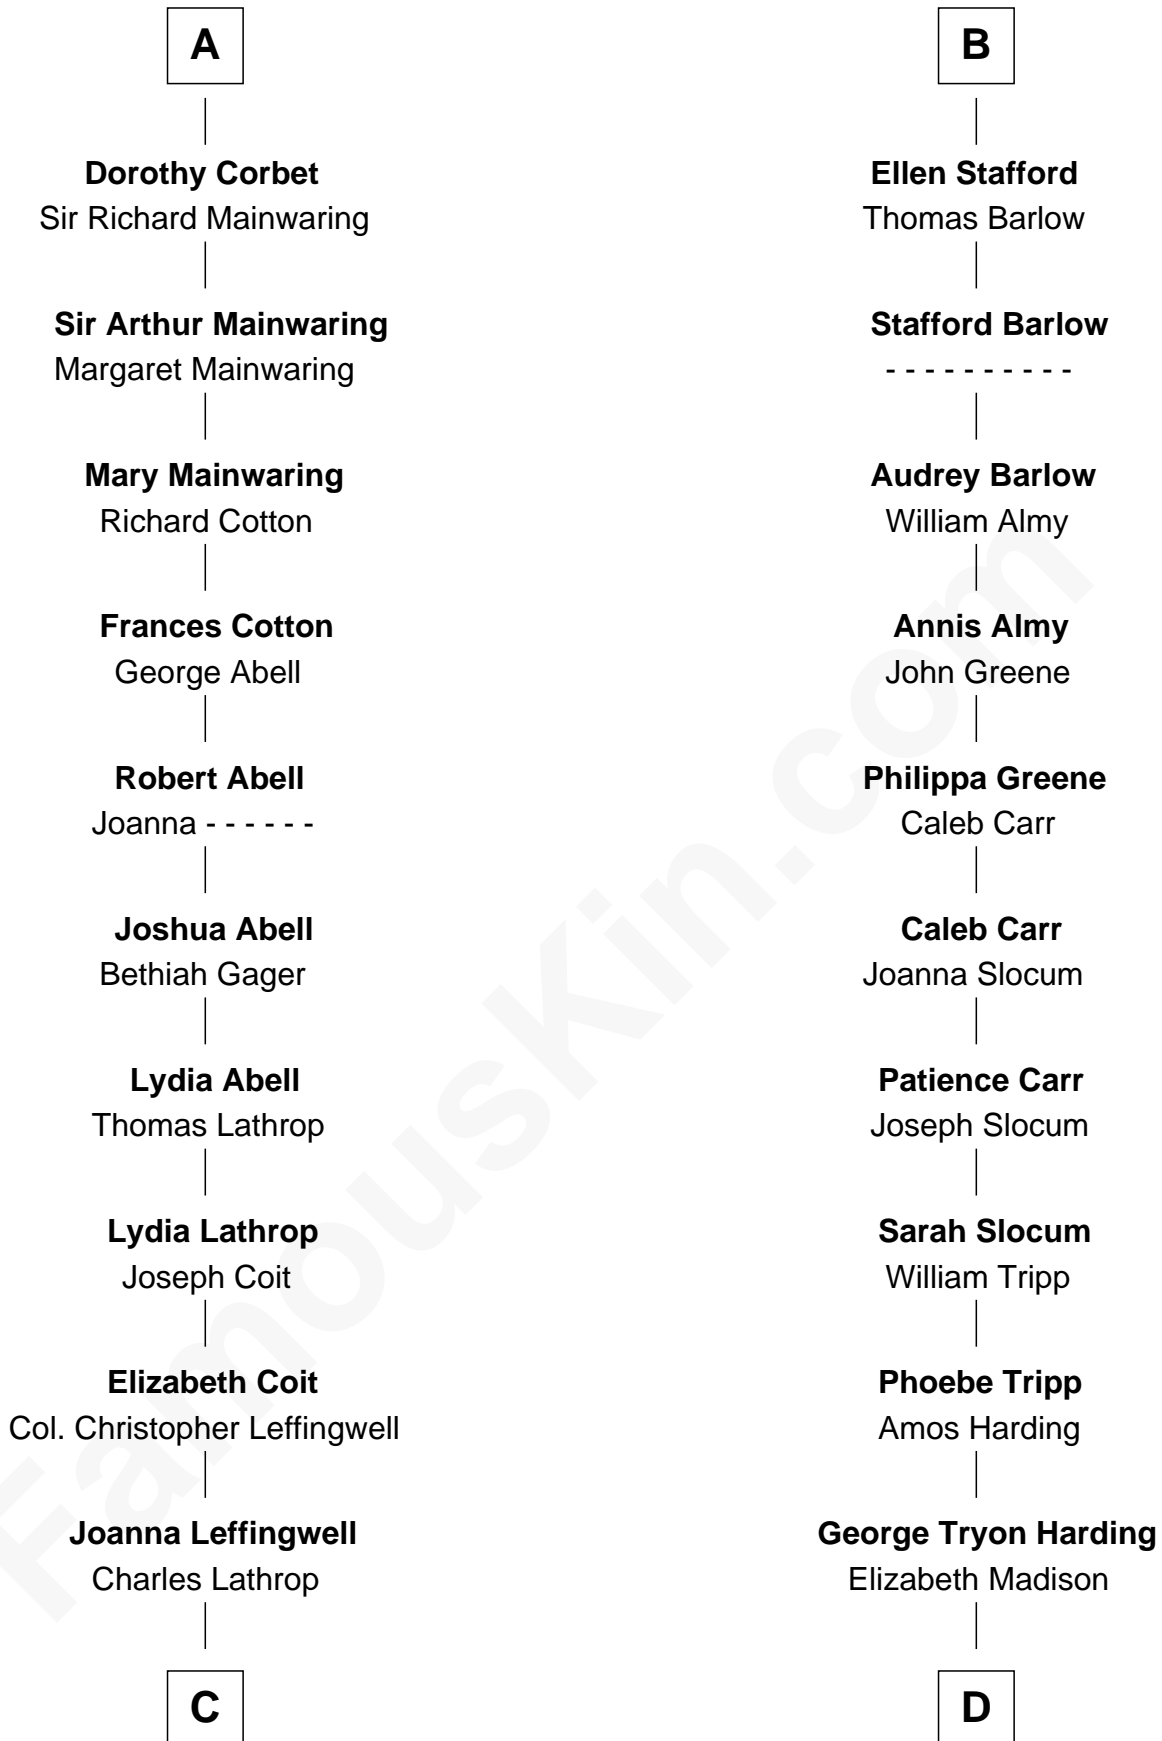 A
Dorothy Corbet
Sir Richard Mainwaring
Sir Arthur Mainwaring
Margaret Mainwaring
Mary Mainwaring
Richard Cotton
Frances Cotton
George Abell
Robert Abell
Joanna - - - - - -
Joshua Abell
Bethiah Gager
Lydia Abell
Thomas Lathrop
Lydia Lathrop
Joseph Coit
Elizabeth Coit
Col. Christopher Leffingwell
Joanna Leffingwell
Charles Lathrop
C
B
Ellen Stafford
Thomas Barlow
Stafford Barlow
- - - - - - - - - -
Audrey Barlow
William Almy
Annis Almy
John Greene
Philippa Greene
Caleb Carr
Caleb Carr
Joanna Slocum
Patience Carr
Joseph Slocum
Sarah Slocum
William Tripp
Phoebe Tripp
Amos Harding
George Tryon Harding
Elizabeth Madison
D
FamousKin.com